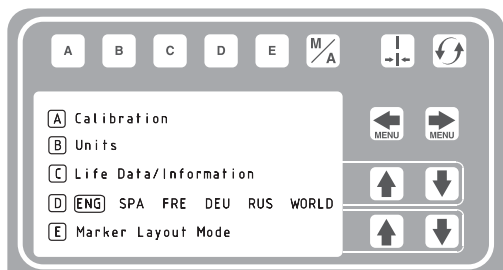 A B C D E M/A
A Calibration
MENU MENU
B Units
C Life Data/Information
D ENG SPA FRE DEU RUS WORLD
E Marker Layout Mode